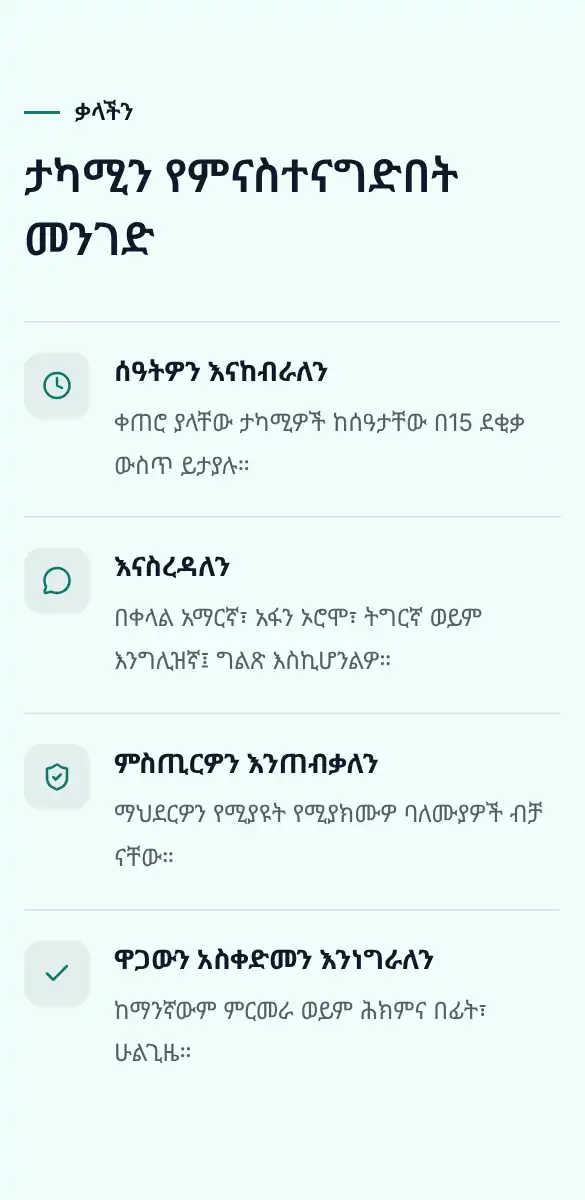 ቃላችን
ታካሚን የምናስተናግድበት
መንገድ
ሰዓትዎን እናከብራለን
ቀጠሮ ያላቸው ታካሚዎች ከሰዓታቸው በ15 ደቂቃ
ውስጥ ይታያሉ።
እናስረዳለን
በቀላል አማርኛ፣ አፋን ኦሮሞ፣ ትግርኛ ወይም
እንግሊዝኛ፤ ግልጽ እስኪሆንልዎ።
ምስጢርዎን እንጠብቃለን
ማህደርዎን የሚያዩት የሚያክሙዎ ባለሙያዎች ብቻ
ናቸው።
ዋጋውን አስቀድመን እንነግራለን
ከማንኛውም ምርመራ ወይም ሕክምና በፊት፣
ሁልጊዜ።